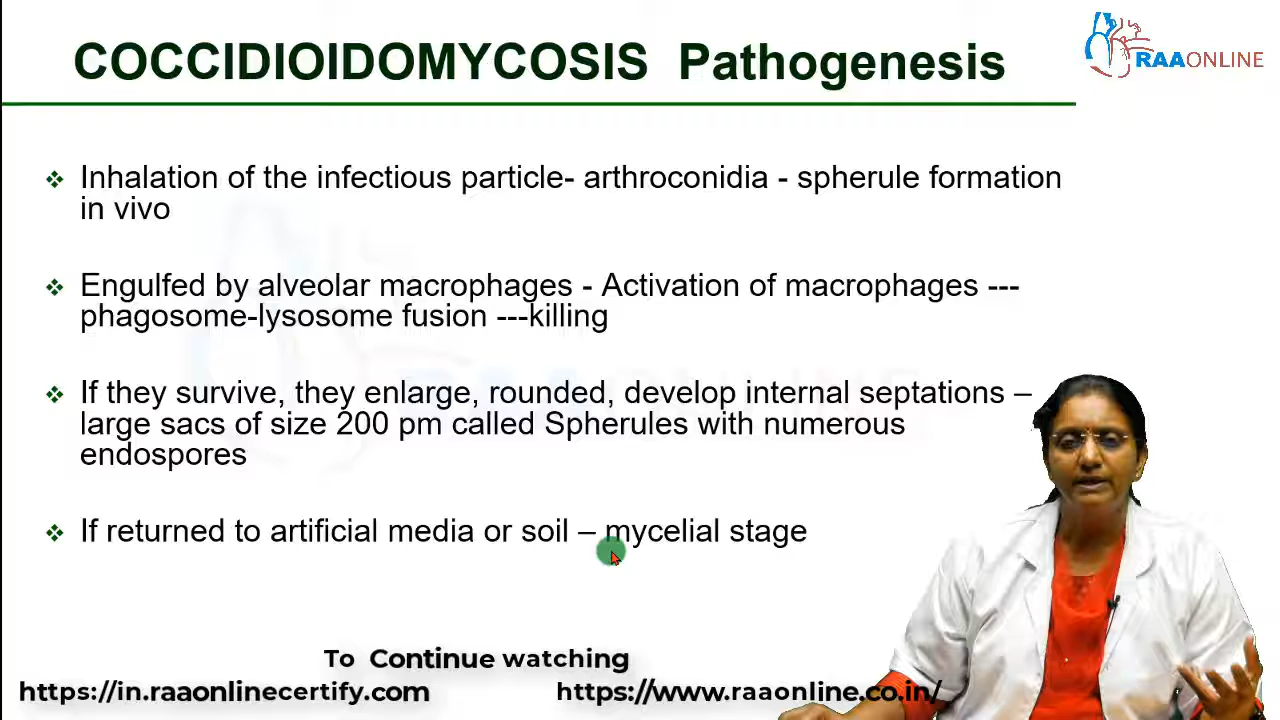 COCCIDIOIDOMYCOSIS Pathogenesis
RAAONLINE
Inhalation of the infectious particle- arthroconidia - spherule formation
in vivo
Engulfed by alveolar macrophages - Activation of macrophages ---
phagosome-lysosome fusion ---killing
If they survive, they enlarge, rounded, develop internal septations –
large sacs of size 200 pm called Spherules with numerous
endospores
If returned to artificial media or soil – mycelial stage
To Continue watching
https://in.raaonlinecertify.com https://www.raaonline.co.in/